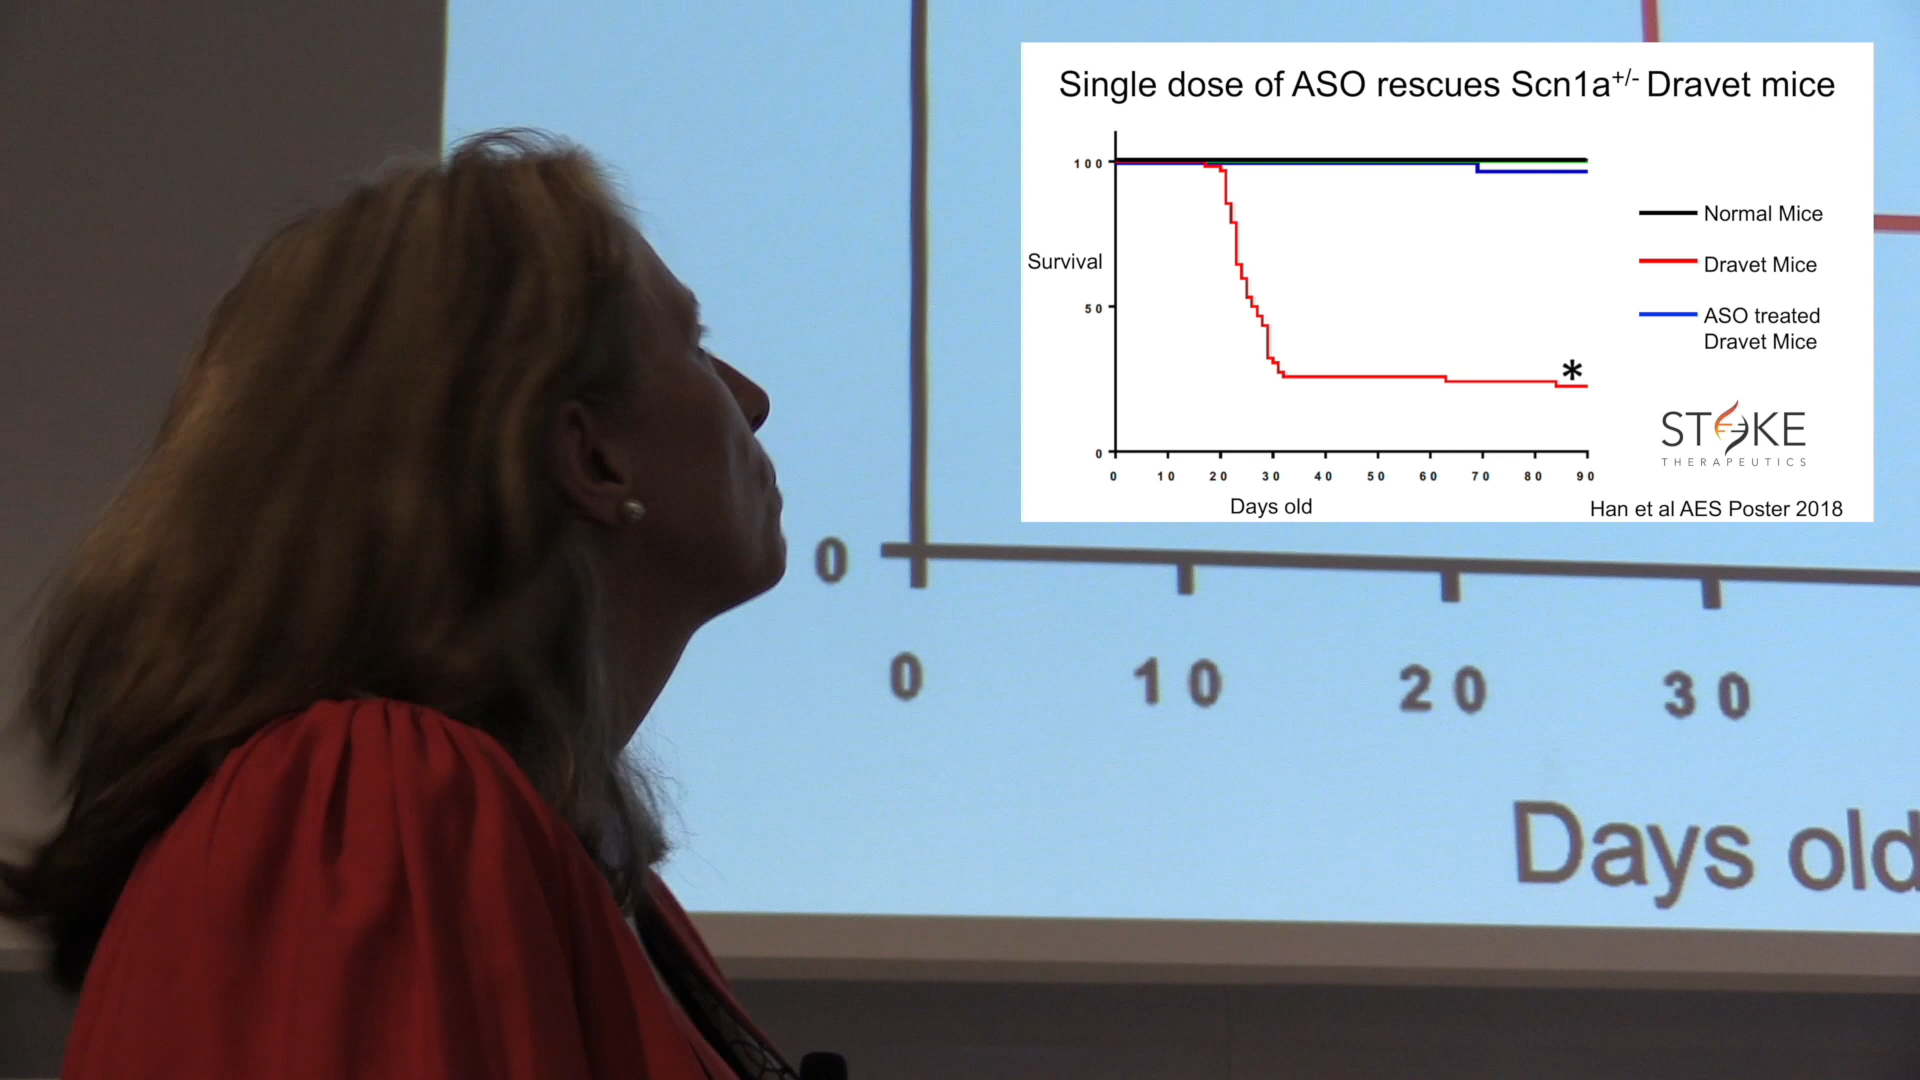 Single dose of ASO rescues Scn1a+/- Dravet mice
100
Survival
50
0
0 10 20 30 40 50 60 70 80 90
Days old
Normal Mice
Dravet Mice
ASO treated
Dravet Mice
*
STOKE
THERAPEUTICS
Han et al AES Poster 2018
0
0 10 20 30
Days old